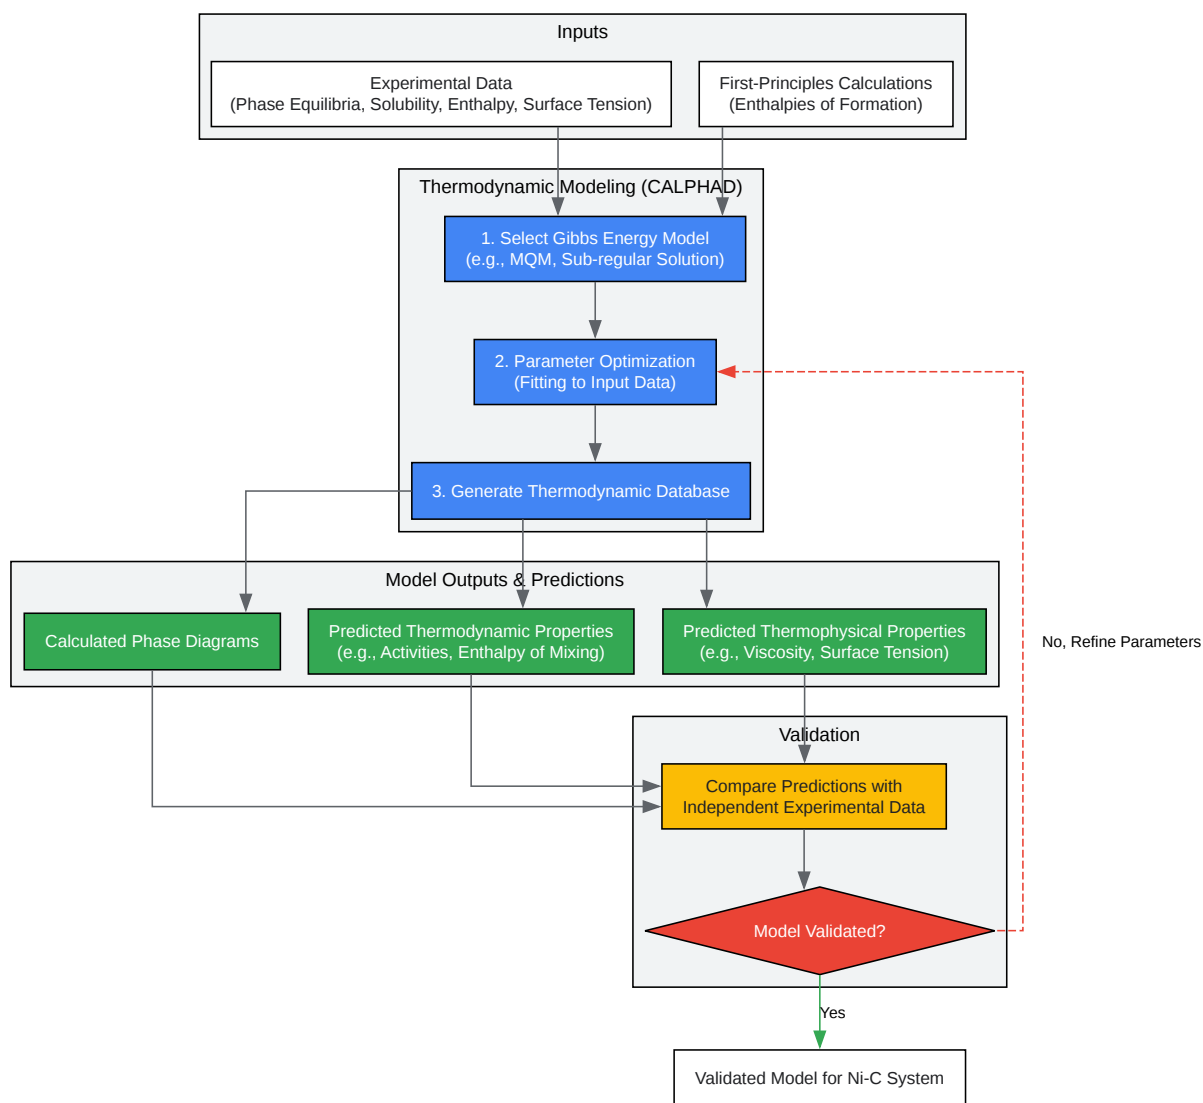 Inputs
Experimental Data
(Phase Equilibria, Solubility, Enthalpy, Surface Tension)
First-Principles Calculations
(Enthalpies of Formation)
Thermodynamic Modeling (CALPHAD)
1. Select Gibbs Energy Model
(e.g., MQM, Sub-regular Solution)
2. Parameter Optimization
(Fitting to Input Data)
3. Generate Thermodynamic Database
Model Outputs & Predictions
Calculated Phase Diagrams
Predicted Thermodynamic Properties
(e.g., Activities, Enthalpy of Mixing)
Predicted Thermophysical Properties
(e.g., Viscosity, Surface Tension)
No, Refine Parameters
Validation
Compare Predictions with
Independent Experimental Data
Model Validated?
Yes
Validated Model for Ni-C System